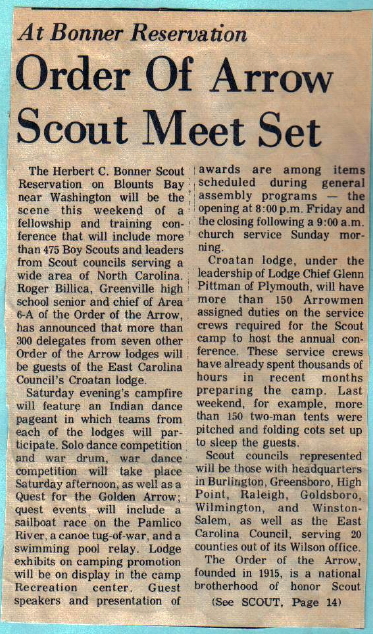 At Bonner Reservation
Order Of Arrow
Scout Meet Set
The Herbert C. Bonner Scout
Reservation on Blounts Bay
near Washington will be the
scene this weekend of a
fellowship and training con-
ference that will include more
than 475 Boy Scouts and leaders
from Scout councils serving a
wide area of North Carolina.
Roger Billica, Greenville high
school senior and chief of Area
6-A of the Order of the Arrow,
has announced that more than
300 delegates from seven other
Order of the Arrow lodges will
be guests of the East Carolina
Council's Croatan lodge.
Saturday evening's campfire
will feature an Indian dance
pageant in which teams from
each of the lodges will par-
ticipate. Solo dance competition
and war drum, war dance
competition will take place
Saturday afternoon, as well as a
Quest for the Golden Arrow;
quest events will include a
sailboat race on the Pamlico
River, a canoe tug-of-war, and a
swimming pool relay. Lodge
exhibits on camping promotion
will be on display in the camp
Recreation center. Guest
speakers and presentation of
awards are among items
scheduled during general
assembly programs — the
opening at 8:00 p.m. Friday and
the closing following a 9:00 a.m.
church service Sunday mor-
ning.
Croatan lodge, under the
leadership of Lodge Chief Glenn
Pittman of Plymouth, will have
more than 150 Arrowmen
assigned duties on the service
crews required for the Scout
camp to host the annual con-
ference. These service crews
have already spent thousands of
hours in recent months
preparing the camp. Last
weekend, for example, more
than 150 two-man tents were
pitched and folding cots set up
to sleep the guests.
Scout councils represented
will be those with headquarters
in Burlington, Greensboro, High
Point, Raleigh, Goldsboro,
Wilmington, and Winston-
Salem, as well as the East
Carolina Council, serving 20
counties out of its Wilson office.
The Order of the Arrow,
founded in 1915, is a national
brotherhood of honor Scout
(See SCOUT, Page 14)